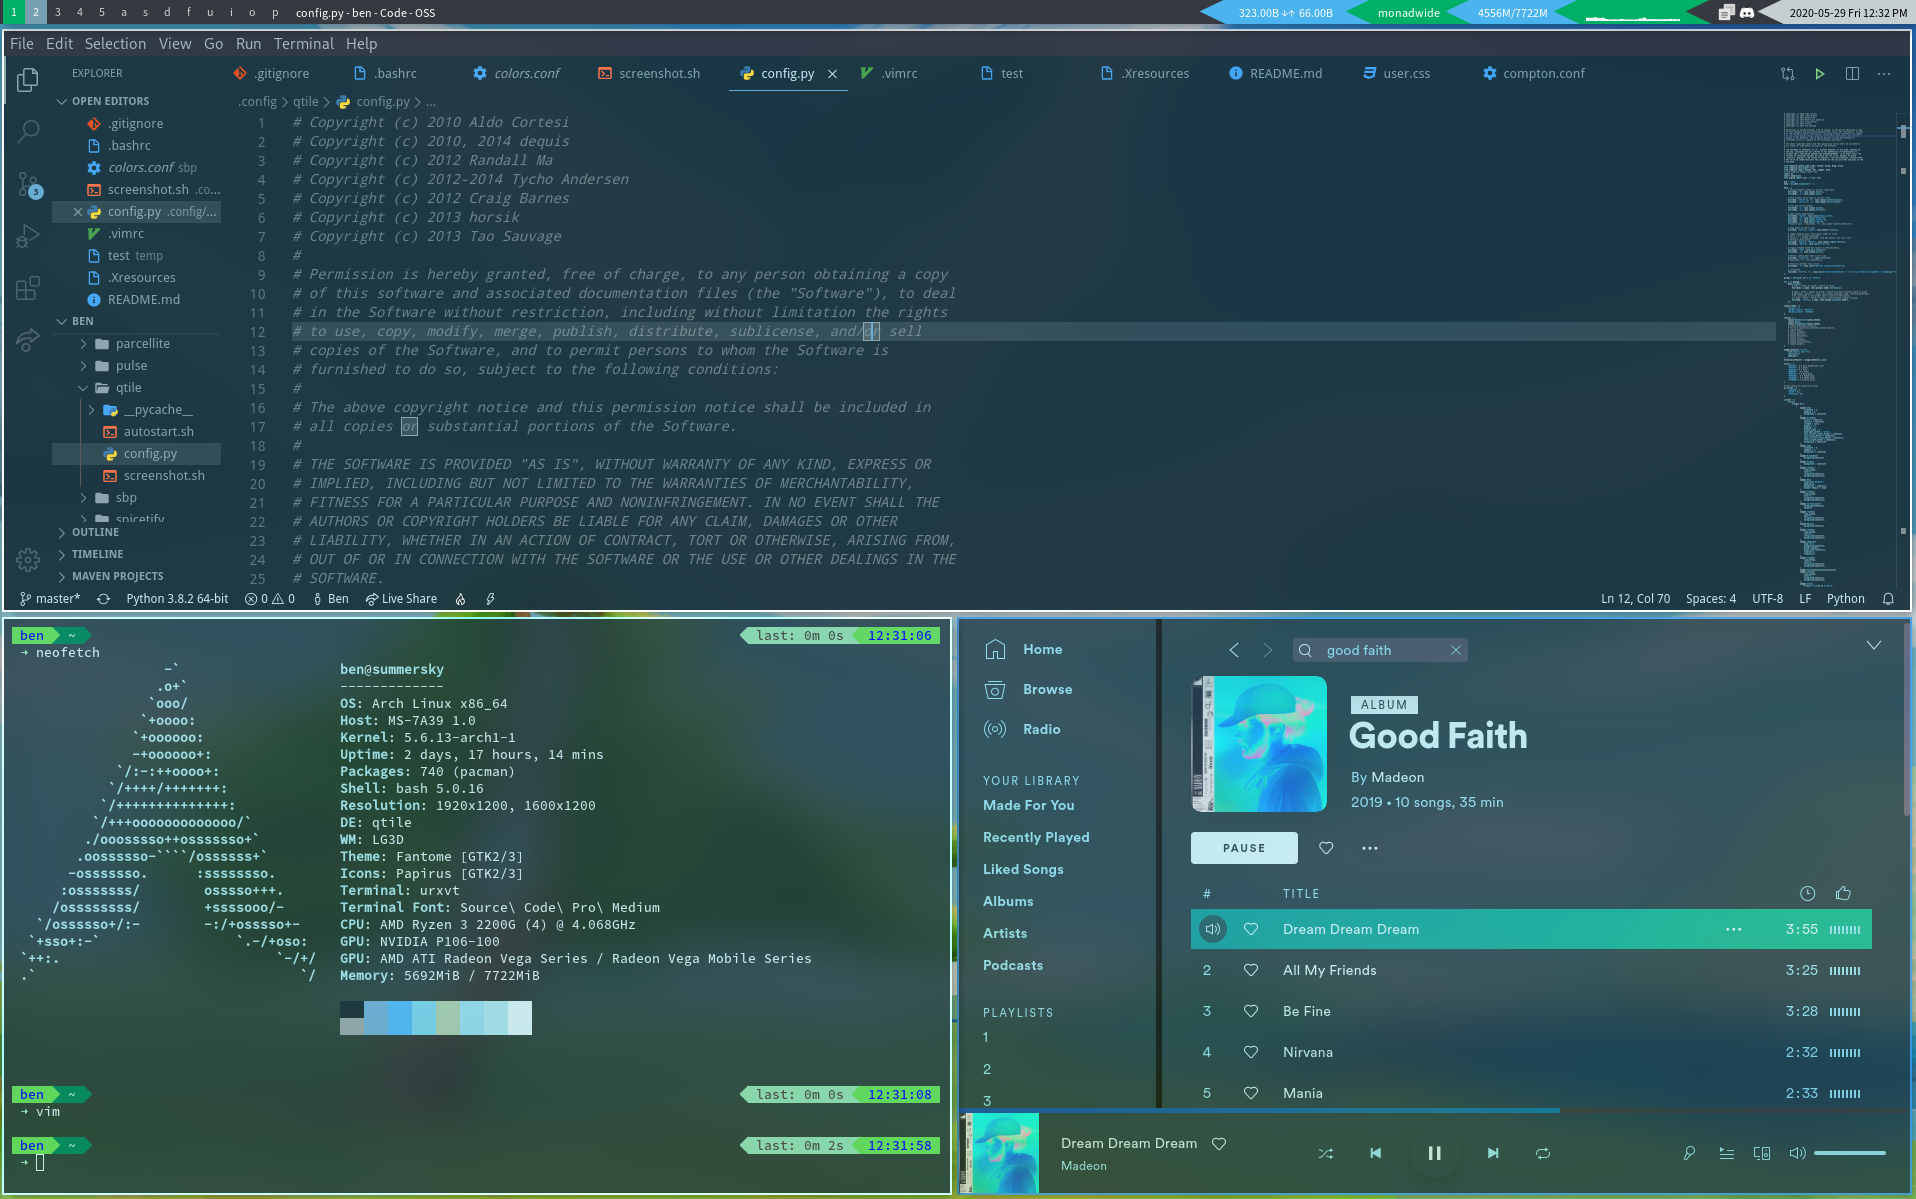 1 2 3 4 5 a s d f u i o p config.py - ben - Code - OSS 323.00B ↓↑ 66.00B monadwide 4556M/7722M 2020-05-29 Fri 12:32 PM
File Edit Selection View Go Run Terminal Help
EXPLORER
.gitignore .bashrc colors.conf screenshot.sh config.py .vimrc test .Xresources README.md user.css compton.conf
OPEN EDITORS
.gitignore
.bashrc
colors.conf sbp
screenshot.sh .co...
config.py .config/...
.vimrc
test temp
.Xresources
README.md
BEN
parcellite
pulse
qtile
__pycache__
autostart.sh
config.py
screenshot.sh
sbp
spicetify
OUTLINE
TIMELINE
MAVEN PROJECTS
3
.config > qtile > config.py > ...
1 # Copyright (c) 2010 Aldo Cortesi
2 # Copyright (c) 2010, 2014 dequis
3 # Copyright (c) 2012 Randall Ma
4 # Copyright (c) 2012-2014 Tycho Andersen
5 # Copyright (c) 2012 Craig Barnes
6 # Copyright (c) 2013 horsik
7 # Copyright (c) 2013 Tao Sauvage
8 #
9 # Permission is hereby granted, free of charge, to any person obtaining a copy
10 # of this software and associated documentation files (the "Software"), to deal
11 # in the Software without restriction, including without limitation the rights
12 # to use, copy, modify, merge, publish, distribute, sublicense, and/or sell
13 # copies of the Software, and to permit persons to whom the Software is
14 # furnished to do so, subject to the following conditions:
15 #
16 # The above copyright notice and this permission notice shall be included in
17 # all copies or substantial portions of the Software.
18 #
19 # THE SOFTWARE IS PROVIDED "AS IS", WITHOUT WARRANTY OF ANY KIND, EXPRESS OR
20 # IMPLIED, INCLUDING BUT NOT LIMITED TO THE WARRANTIES OF MERCHANTABILITY,
21 # FITNESS FOR A PARTICULAR PURPOSE AND NONINFRINGEMENT. IN NO EVENT SHALL THE
22 # AUTHORS OR COPYRIGHT HOLDERS BE LIABLE FOR ANY CLAIM, DAMAGES OR OTHER
23 # LIABILITY, WHETHER IN AN ACTION OF CONTRACT, TORT OR OTHERWISE, ARISING FROM,
24 # OUT OF OR IN CONNECTION WITH THE SOFTWARE OR THE USE OR OTHER DEALINGS IN THE
25 # SOFTWARE.
master* Python 3.8.2 64-bit 0 0 Ben Live Share Ln 12, Col 70 Spaces: 4 UTF-8 LF Python
ben ~ last: 0m 0s 12:31:06
→ neofetch
-`
.o+`
`ooo/
`+oooo:
`+oooooo:
-+oooooo+:
`/:-:++oooo+:
`/++++/+++++++:
`/++++++++++++++:
`/+++ooooooooooooo/`
./ooosssso++osssssso+`
.oossssso-````/ossssss+`
-osssssso. :ssssssso.
:osssssss/ osssso+++.
/ossssssss/ +ssssooo/-
`/ossssso+/:- -:/+osssso+-
`+sso+:-` `.-/+oso:
`++:. `-/+/
.` `/
ben@summersky
-------------
OS: Arch Linux x86_64
Host: MS-7A39 1.0
Kernel: 5.6.13-arch1-1
Uptime: 2 days, 17 hours, 14 mins
Packages: 740 (pacman)
Shell: bash 5.0.16
Resolution: 1920x1200, 1600x1200
DE: qtile
WM: LG3D
Theme: Fantome [GTK2/3]
Icons: Papirus [GTK2/3]
Terminal: urxvt
Terminal Font: Source\ Code\ Pro\ Medium
CPU: AMD Ryzen 3 2200G (4) @ 4.068GHz
GPU: NVIDIA P106-100
GPU: AMD ATI Radeon Vega Series / Radeon Vega Mobile Series
Memory: 5692MiB / 7722MiB
ben ~ last: 0m 0s 12:31:08
→ vim
ben ~ last: 0m 2s 12:31:58
→
Home
Browse
Radio
YOUR LIBRARY
Made For You
Recently Played
Liked Songs
Albums
Artists
Podcasts
PLAYLISTS
1
2
3
good faith
ALBUM
Good Faith
By Madeon
2019 • 10 songs, 35 min
PAUSE
# TITLE
Dream Dream Dream 3:55
2 All My Friends 3:25
3 Be Fine 3:28
4 Nirvana 2:32
5 Mania 2:33
Dream Dream Dream
Madeon